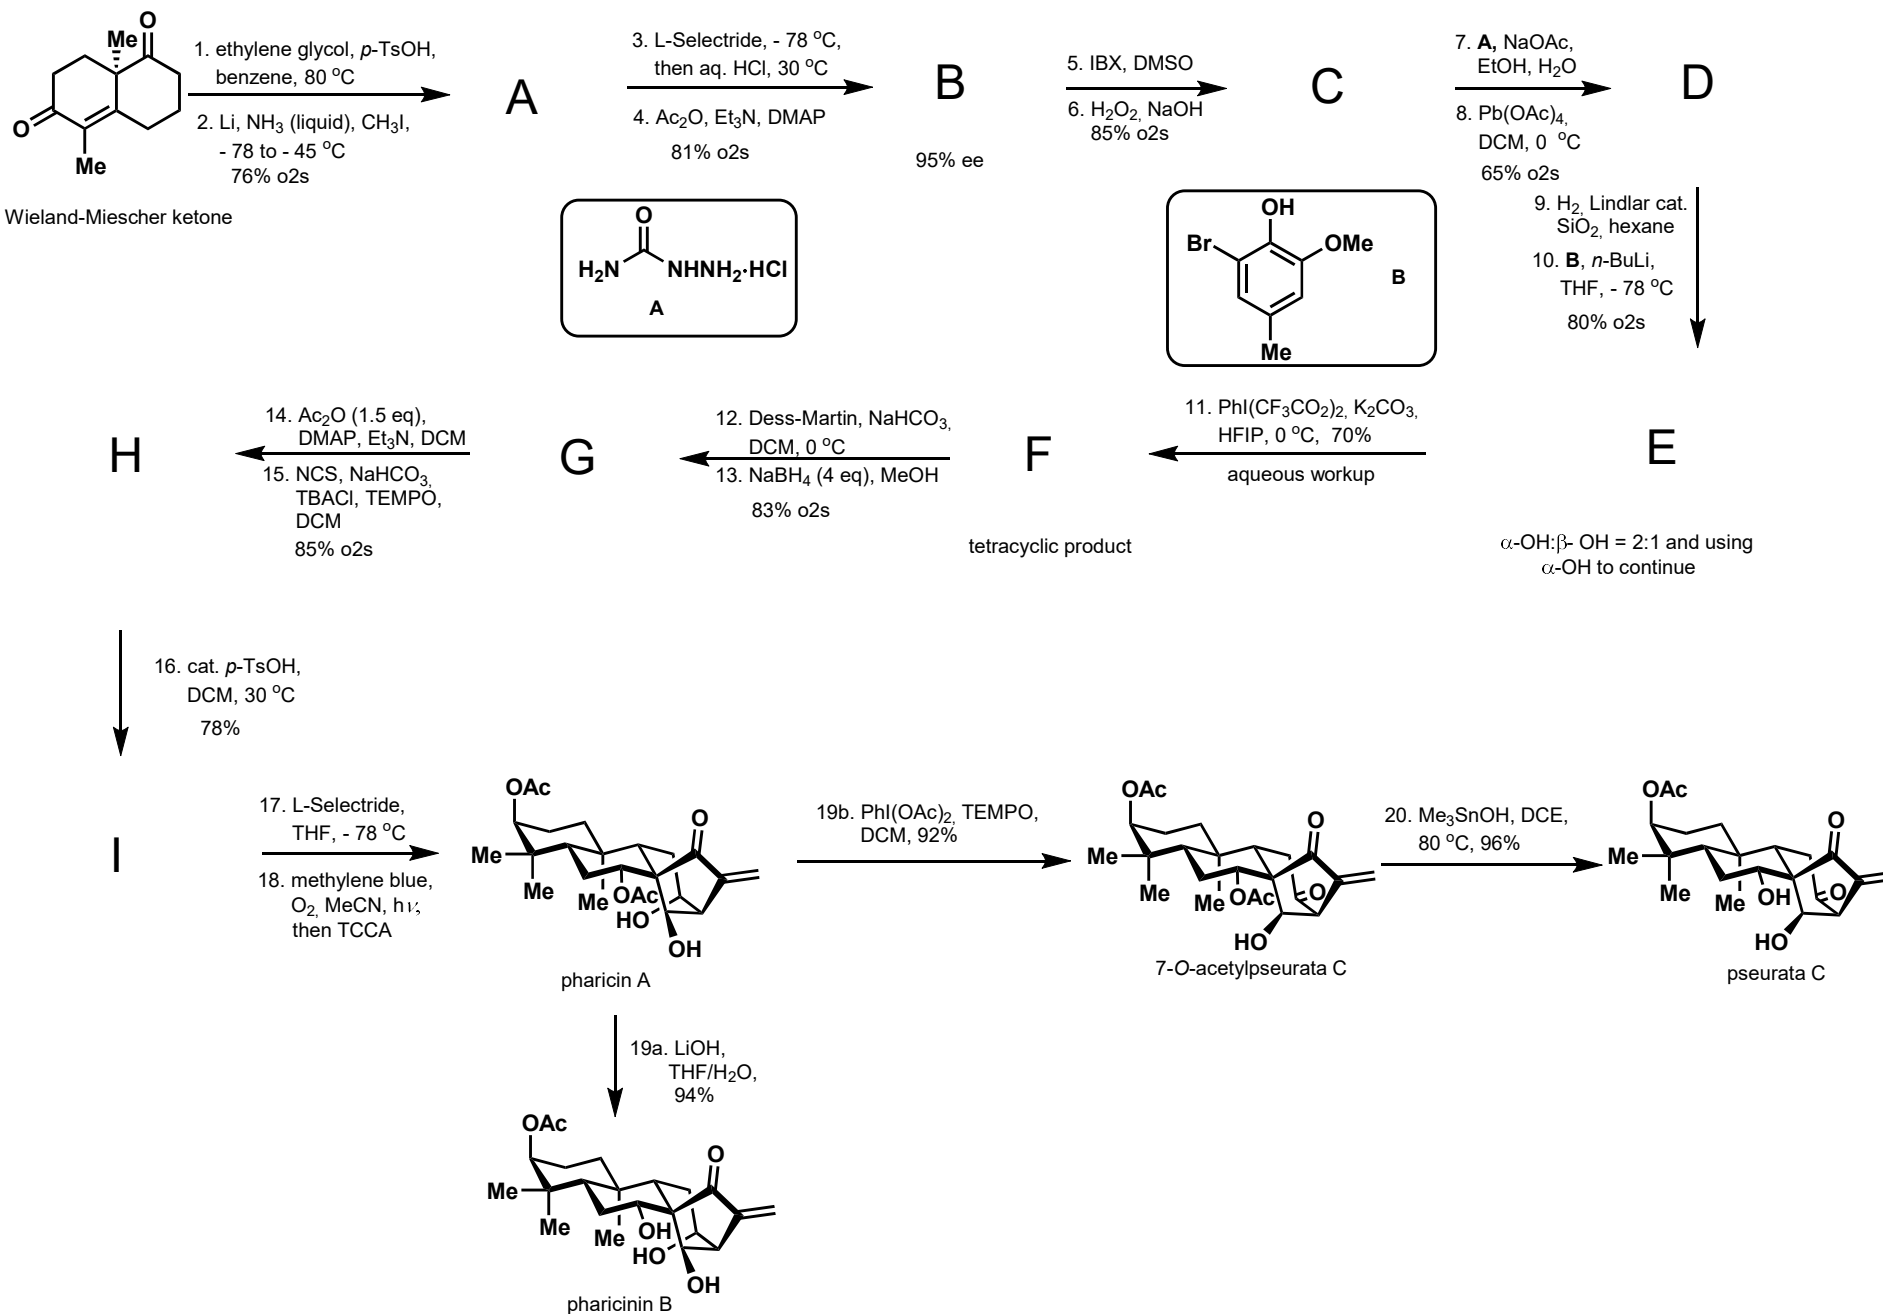 O
Me
O
Me
Wieland-Miescher ketone
1. ethylene glycol, p-TsOH,
benzene, 80 °C
2. Li, NH3 (liquid), CH3I,
- 78 to - 45 °C
76% o2s
A
3. L-Selectride, - 78 °C,
then aq. HCl, 30 °C
4. Ac2O, Et3N, DMAP
81% o2s
B
95% ee
5. IBX, DMSO
6. H2O2, NaOH
85% o2s
C
7. A, NaOAc,
EtOH, H2O
8. Pb(OAc)4,
DCM, 0 °C
65% o2s
D
O
H2N NHNH2·HCl
A
OH
Br OMe
B
Me
9. H2, Lindlar cat.
SiO2, hexane
10. B, n-BuLi,
THF, - 78 °C
80% o2s
E
α-OH:β- OH = 2:1 and using
α-OH to continue
11. PhI(CF3CO2)2, K2CO3,
HFIP, 0 °C, 70%
aqueous workup
F
tetracyclic product
12. Dess-Martin, NaHCO3,
DCM, 0 °C
13. NaBH4 (4 eq), MeOH
83% o2s
G
14. Ac2O (1.5 eq),
DMAP, Et3N, DCM
15. NCS, NaHCO3,
TBACl, TEMPO,
DCM
85% o2s
H
16. cat. p-TsOH,
DCM, 30 °C
78%
I
17. L-Selectride,
THF, - 78 °C
18. methylene blue,
O2, MeCN, hν,
then TCCA
OAc
O
Me
Me
Me OAc
HO
OH
pharicin A
19b. PhI(OAc)2, TEMPO,
DCM, 92%
OAc
O
Me
Me
Me OAc O
HO
7-O-acetylpseurata C
20. Me3SnOH, DCE,
80 °C, 96%
OAc
O
Me
Me
Me OH O
HO
pseurata C
19a. LiOH,
THF/H2O,
94%
OAc
O
Me
Me
Me OH
HO
OH
pharicinin B